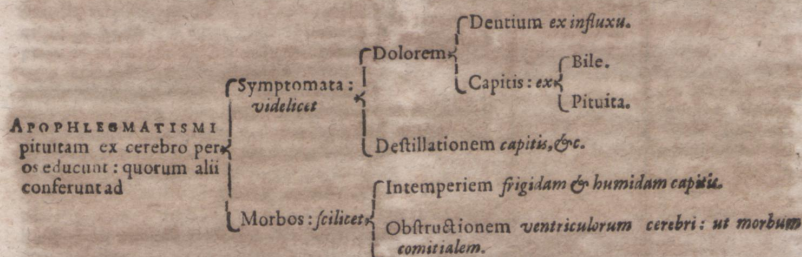 APOPHLEGMATISMI
pituitam ex cerebro per
os educunt : quorum alii
conferunt ad
Symptomata :
videlicet
Dolorem
Dentium ex influxu.
Capitis : ex
Bile.
Pituita.
Destillationem capitis, &c.
Morbos : scilicet
Intemperiem frigidam & humidam capitis.
Obstructionem ventriculorum cerebri : ut morbum
comitialem.